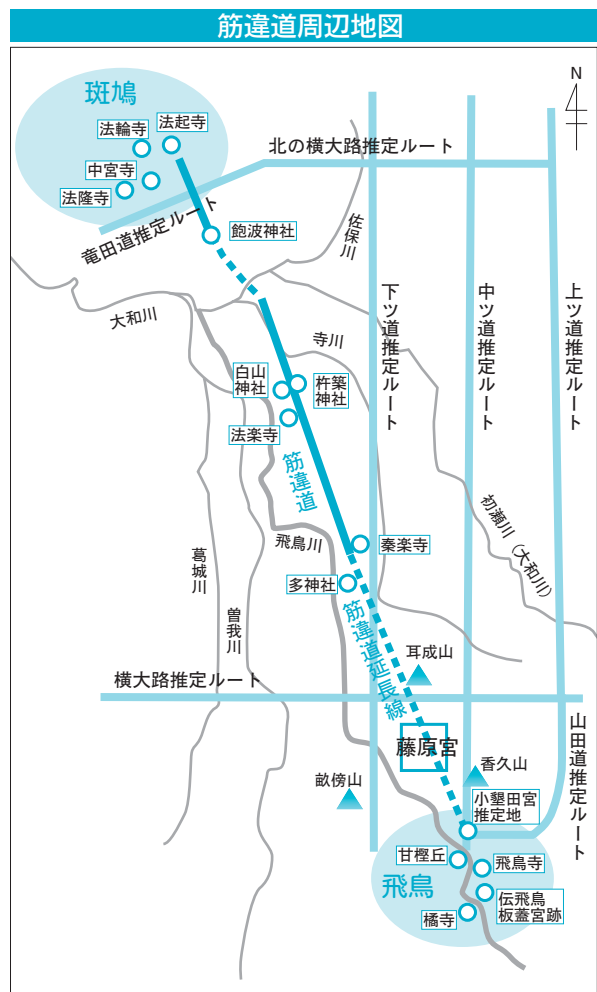 筋違道周辺地図
N
斑鳩
法起寺
法輪寺
中宮寺
法隆寺
北の横大路推定ルート
竜田道推定ルート
飽波神社
佐保川
大和川
下ツ道推定ルート
中ツ道推定ルート
上ツ道推定ルート
寺川
白山
神社
杵築
神社
法楽寺
筋違道
初瀬川（大和川）
飛鳥川
秦楽寺
葛城川
多神社
曽我川
筋違道延長線
耳成山
横大路推定ルート
山田道推定ルート
藤原宮
香久山
畝傍山
小墾田宮
推定地
甘樫丘
飛鳥寺
飛鳥
伝飛鳥
板蓋宮跡
橘寺